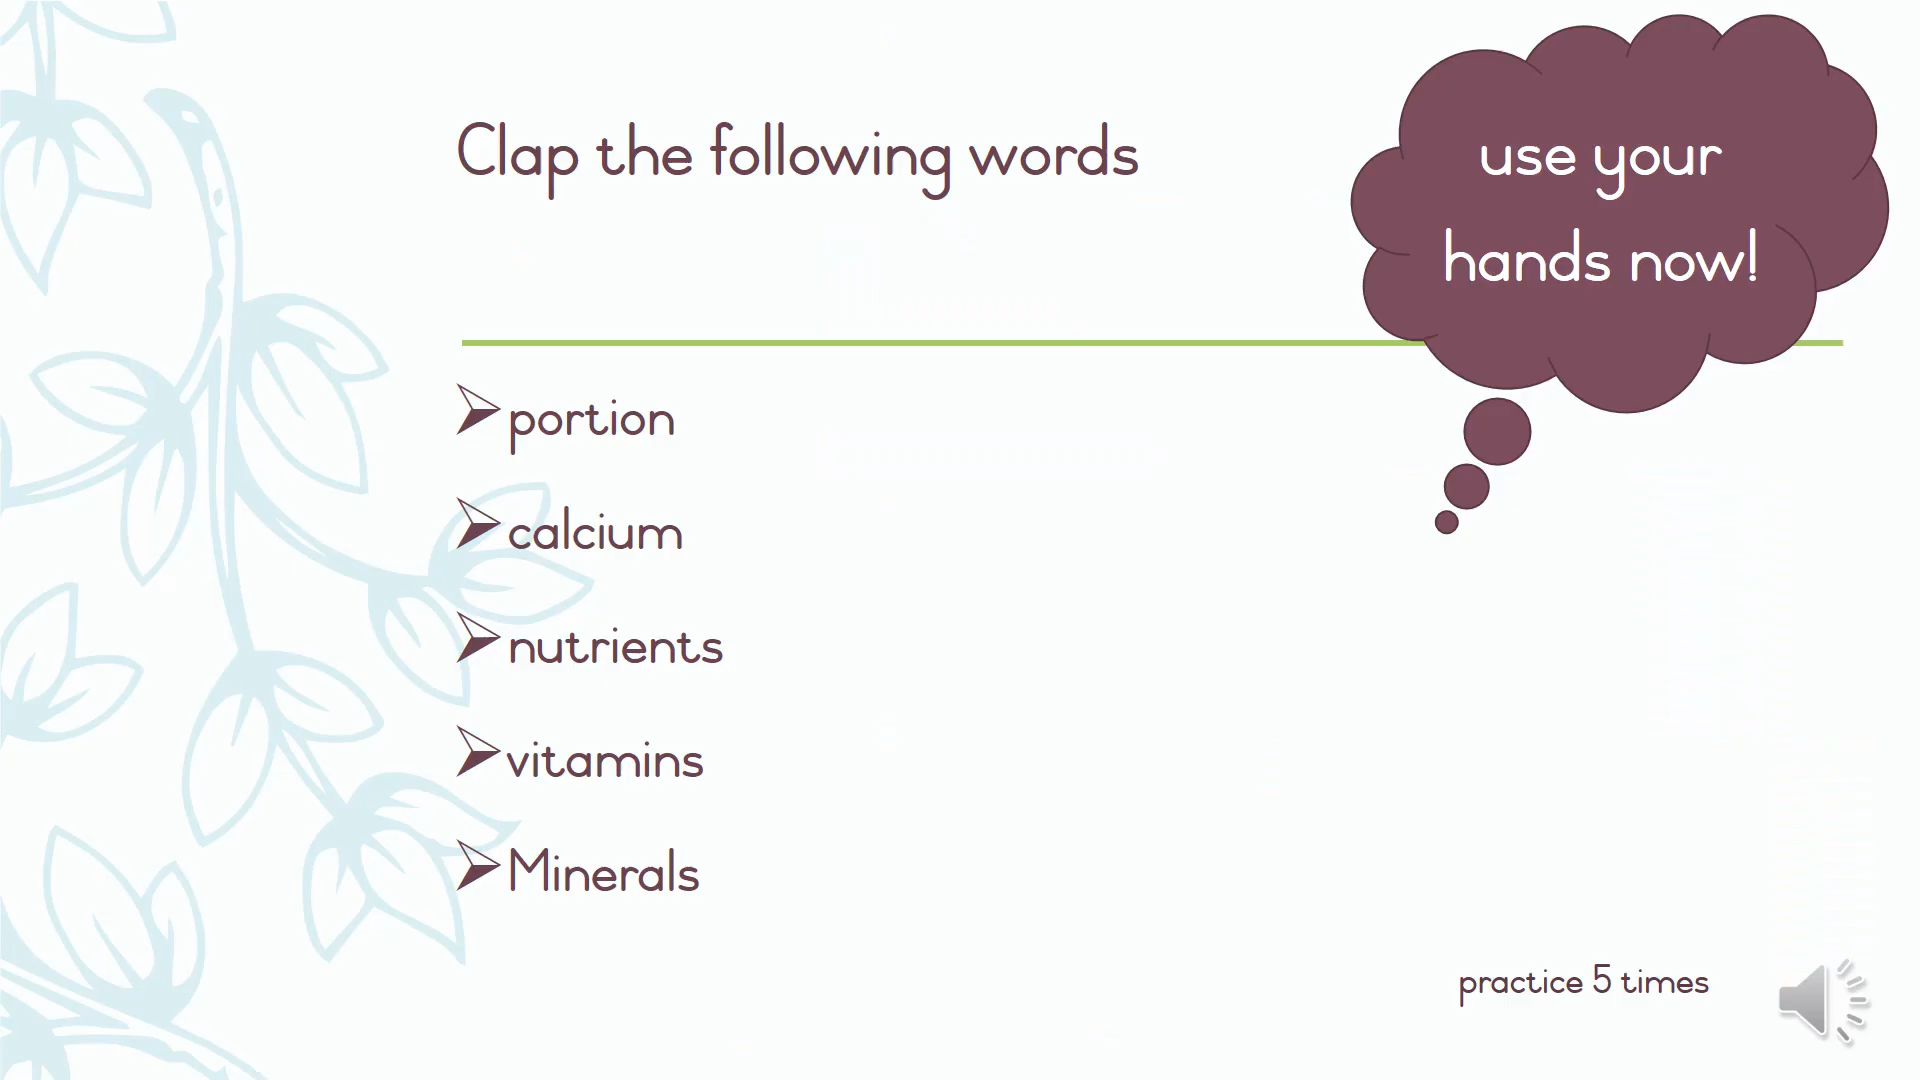 Clap the following words
use your
hands now!
portion
calcium
nutrients
vitamins
Minerals
practice 5 times